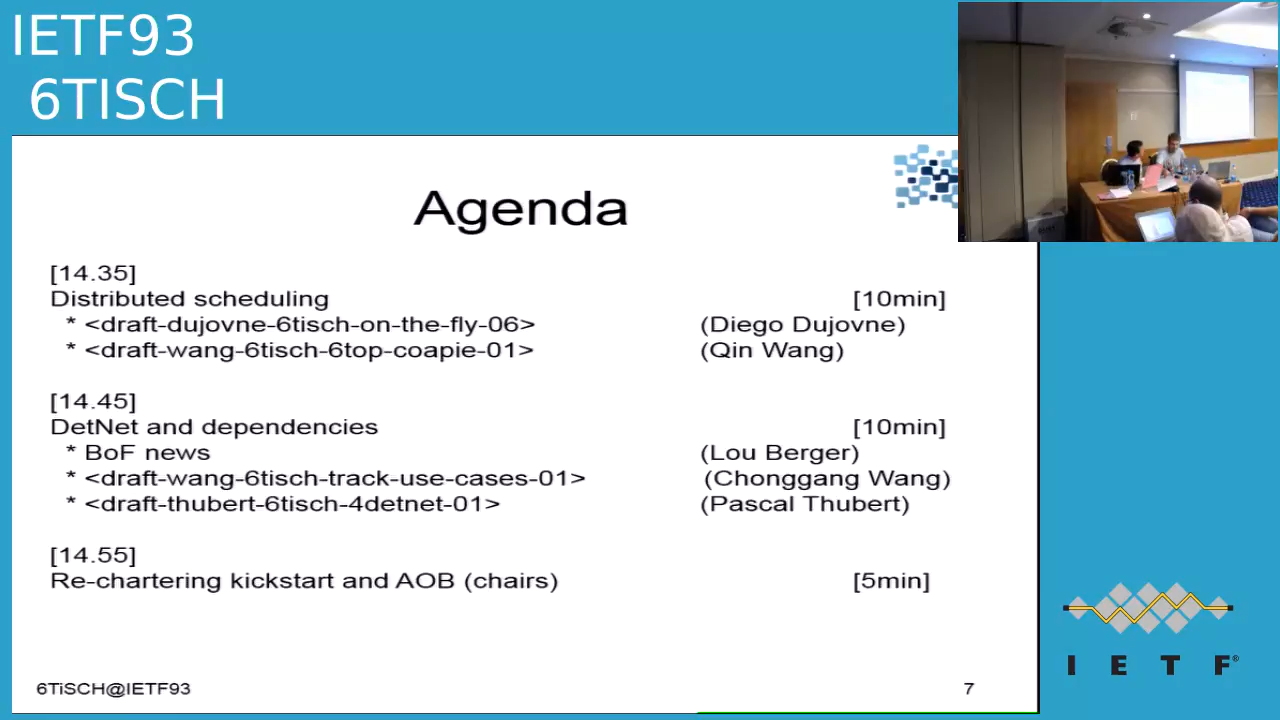 IETF93
6TISCH
Agenda
[14.35]
Distributed scheduling [10min]
* <draft-dujovne-6tisch-on-the-fly-06> (Diego Dujovne)
* <draft-wang-6tisch-6top-coapie-01> (Qin Wang)
[14.45]
DetNet and dependencies [10min]
* BoF news (Lou Berger)
* <draft-wang-6tisch-track-use-cases-01> (Chonggang Wang)
* <draft-thubert-6tisch-4detnet-01> (Pascal Thubert)
[14.55]
Re-chartering kickstart and AOB (chairs) [5min]
6TiSCH@IETF93 7
I E T F®